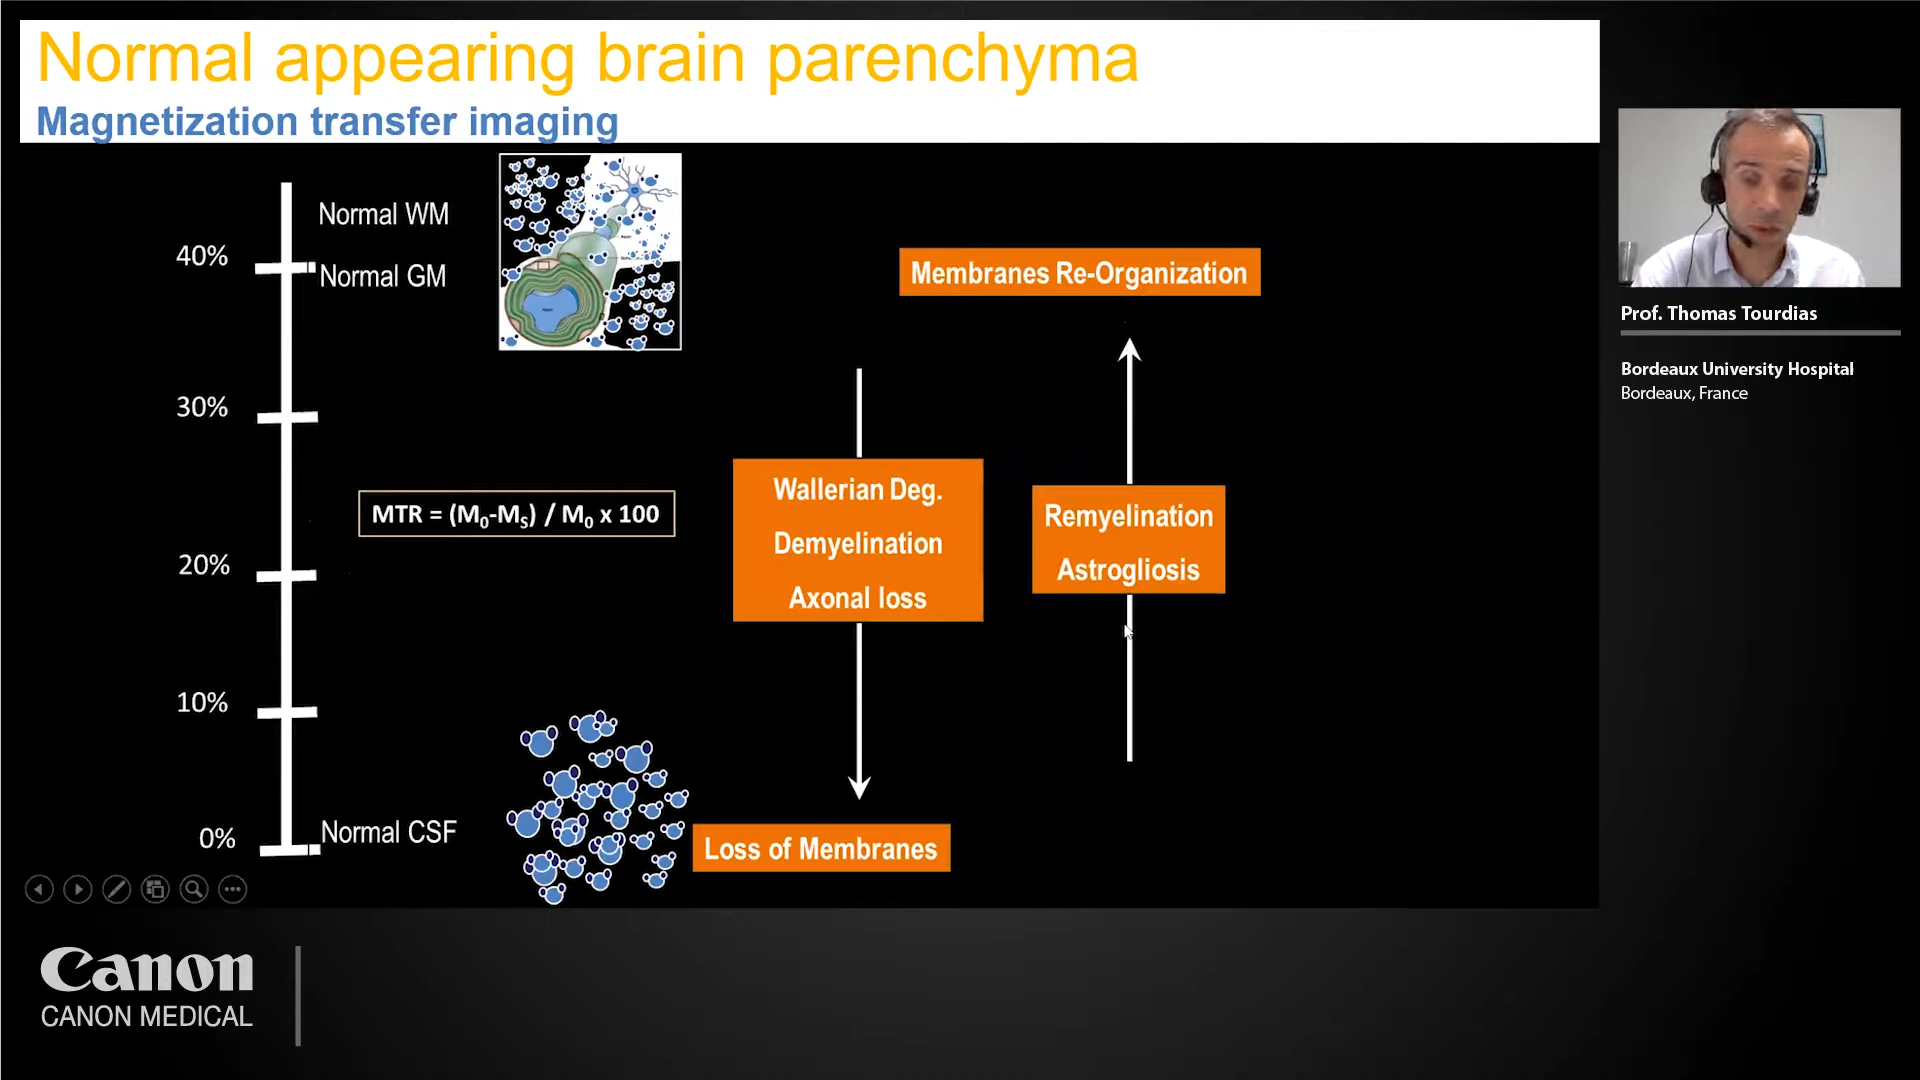 Normal appearing brain parenchyma
Magnetization transfer imaging
Normal WM
40%
Normal GM
Membranes Re-Organization
30%
MTR = (M₀-Mₛ) / M₀ x 100
Wallerian Deg.
Demyelination
Axonal loss
Remyelination
Astrogliosis
20%
10%
0%
Normal CSF
Loss of Membranes
Prof. Thomas Tourdias
Bordeaux University Hospital
Bordeaux, France
Canon
CANON MEDICAL